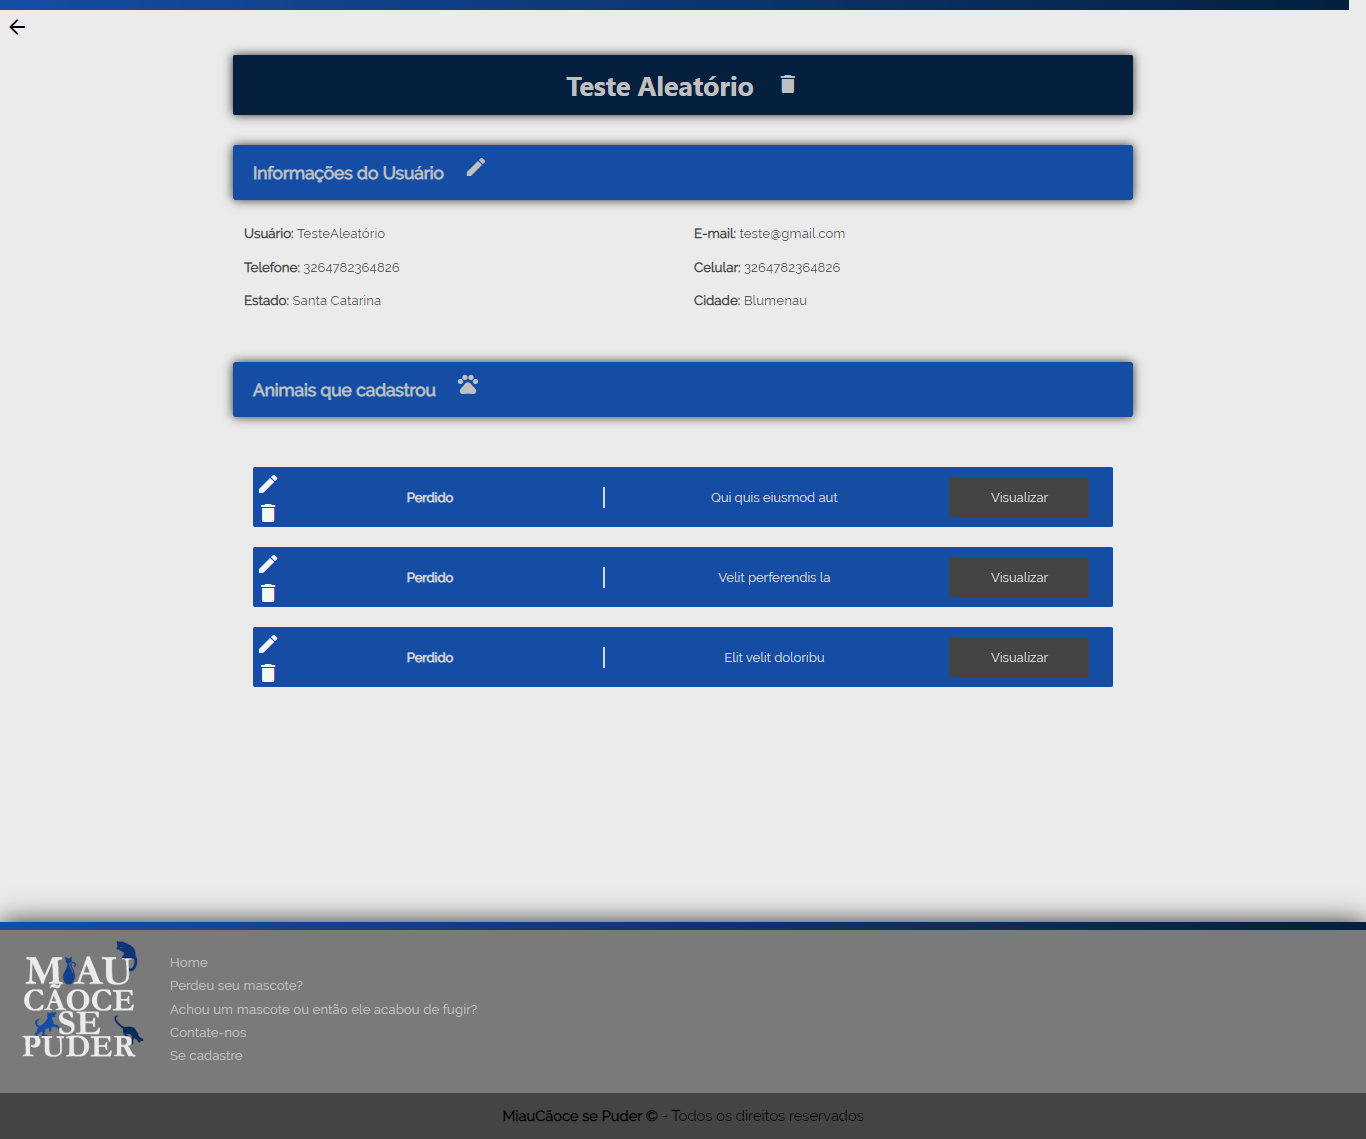 Teste Aleatório
Informações do Usuário
Usuário: TesteAleatório
E-mail: teste@gmail.com
Telefone: 3264782364826
Celular: 3264782364826
Estado: Santa Catarina
Cidade: Blumenau
Animais que cadastrou
Perdido | Qui quis eiusmod aut Visualizar
Perdido | Velit perferendis la Visualizar
Perdido | Elit velit doloribu Visualizar
MIAU
CÃOCE
SE
PUDER
Home
Perdeu seu mascote?
Achou um mascote ou então ele acabou de fugir?
Contate-nos
Se cadastre
MiauCãoce se Puder © - Todos os direitos reservados